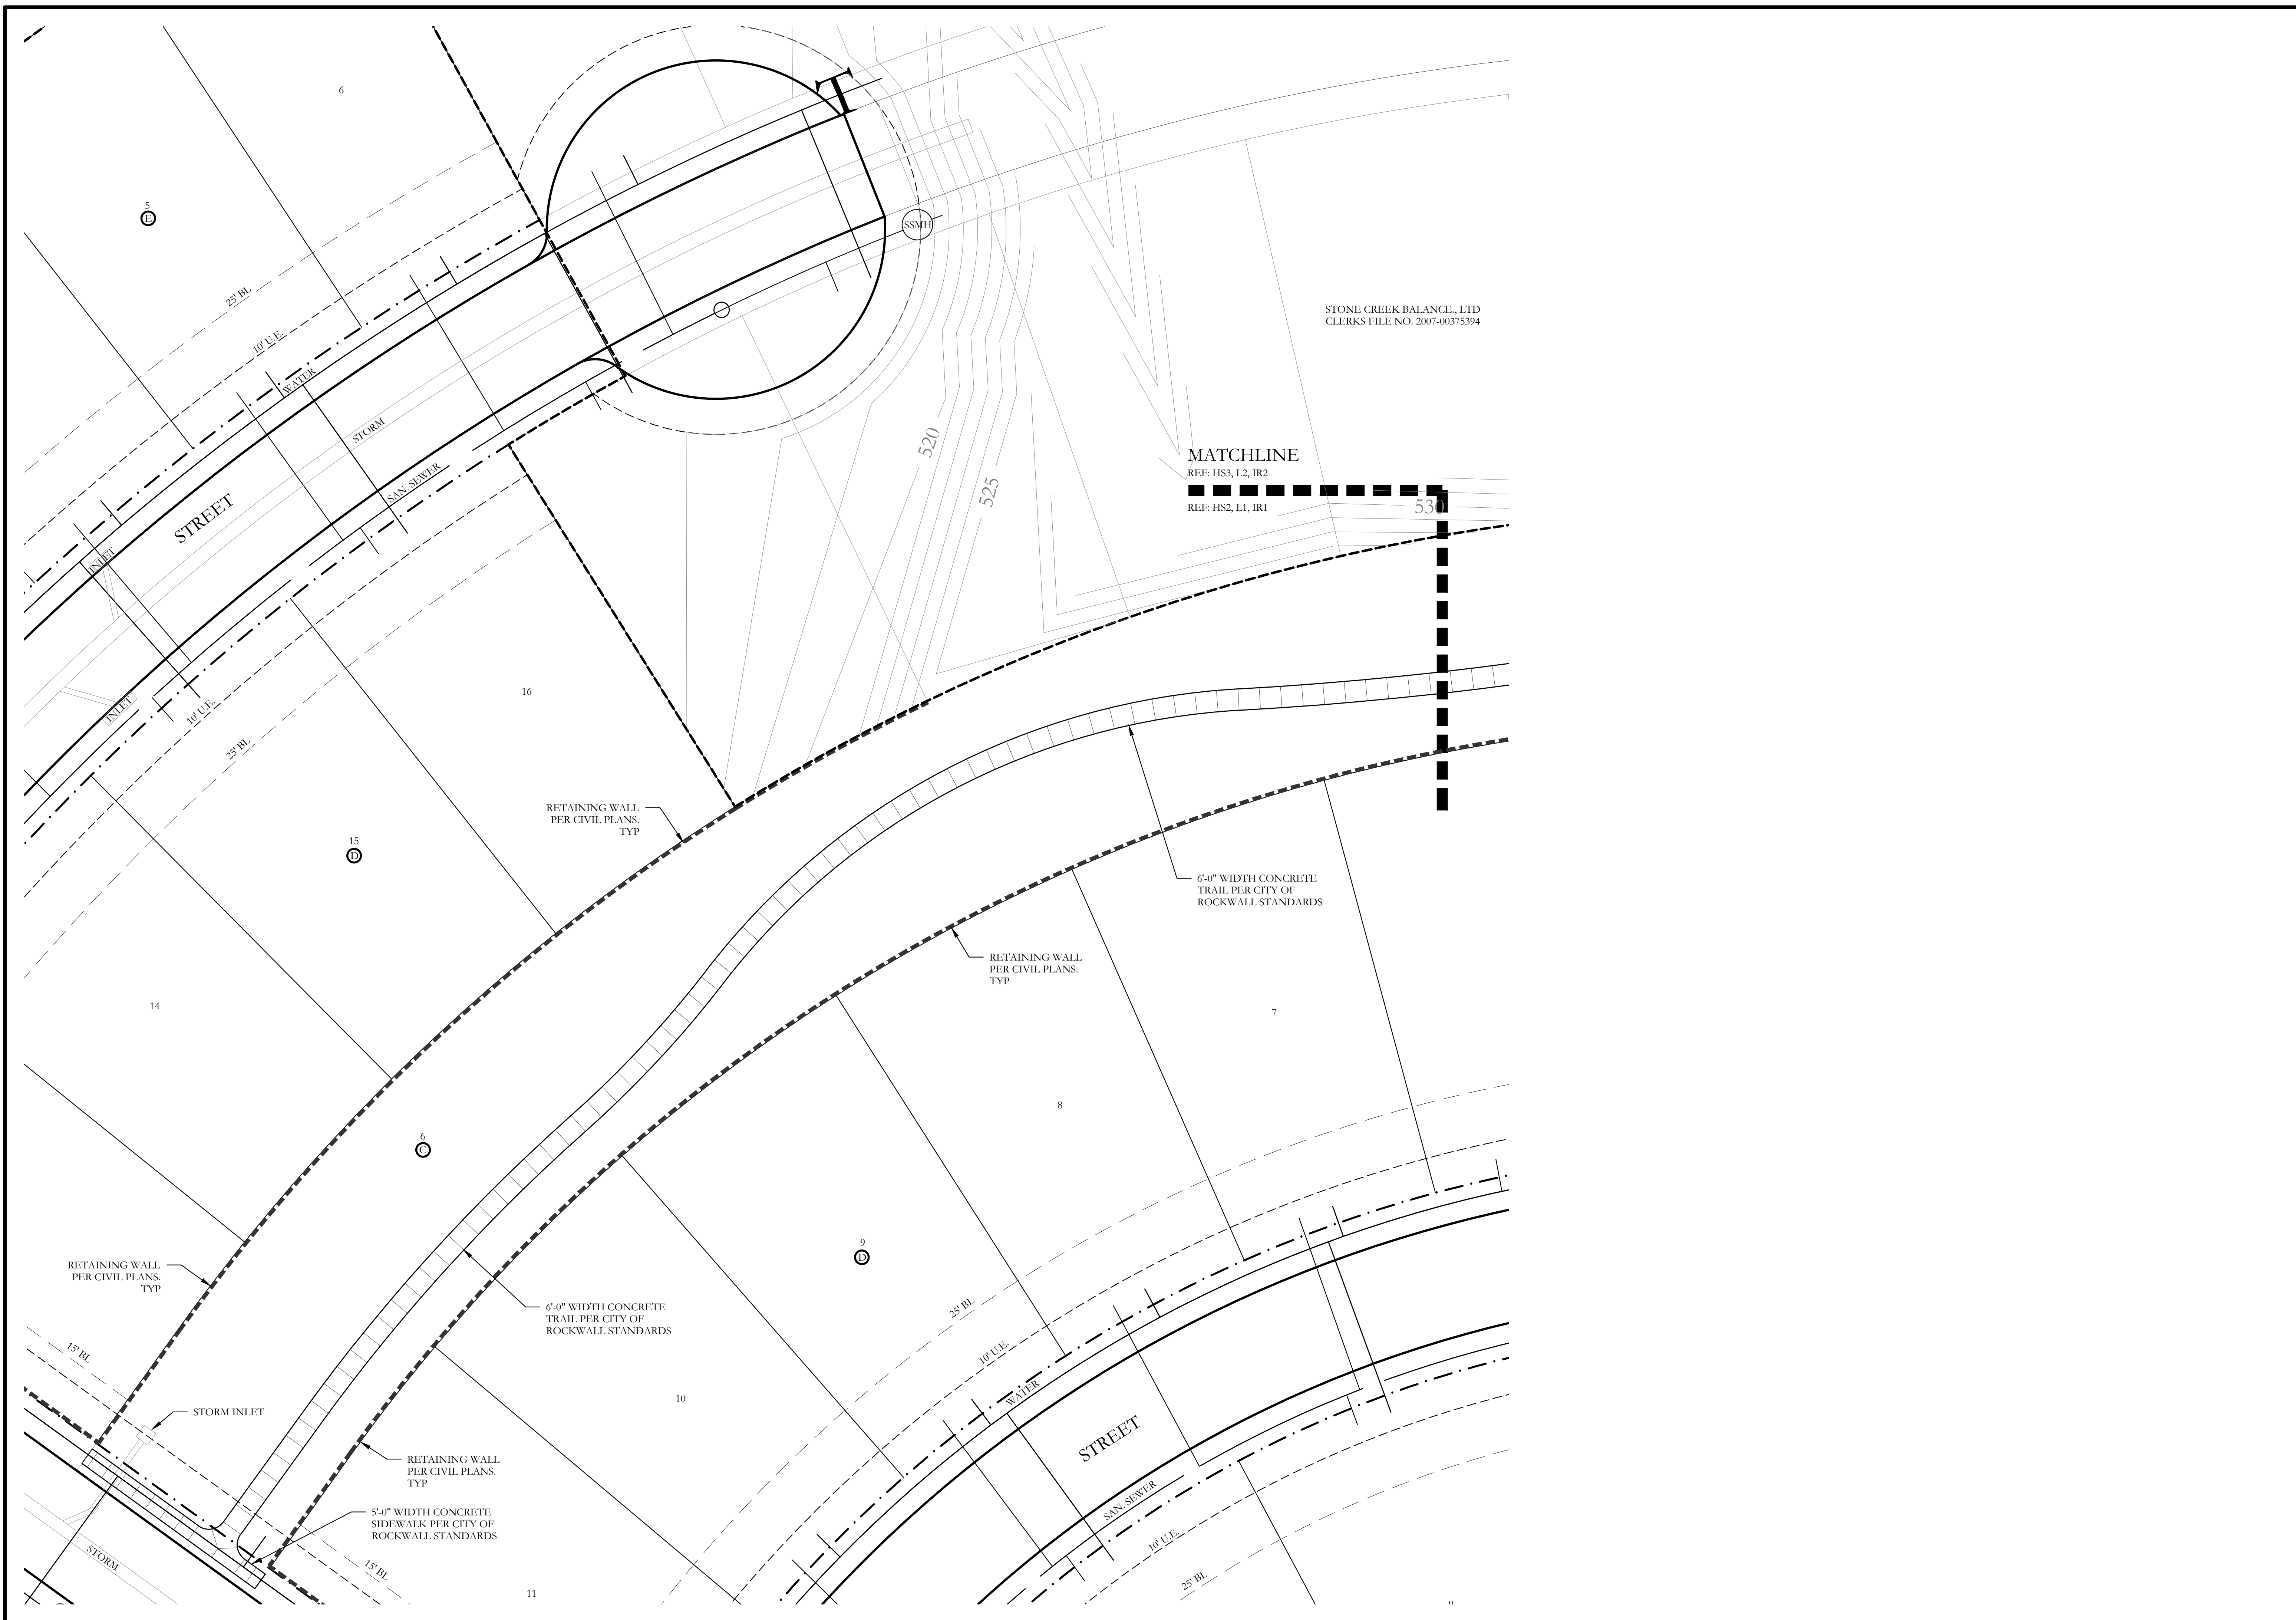 6
T
5
E
SSMH
25' BL
STONE CREEK BALANCE., LTD
CLERKS FILE NO. 2007-00375394
10' U.E.
WATER
STORM
520
MATCHLINE
REF: HS3, L2, IR2
SAN. SEWER
525
REF: HS2, L1, IR1
530
STREET
INLET
16
INLET
10' U.E.
25' BL
RETAINING WALL
PER CIVIL PLANS.
TYP
15
D
6'-0" WIDTH CONCRETE
TRAIL PER CITY OF
ROCKWALL STANDARDS
RETAINING WALL
PER CIVIL PLANS.
TYP
14
7
8
6
C
9
D
RETAINING WALL
PER CIVIL PLANS.
TYP
6'-0" WIDTH CONCRETE
TRAIL PER CITY OF
ROCKWALL STANDARDS
25' BL
10' U.E.
15' BL
10
WATER
STORM INLET
STREET
RETAINING WALL
PER CIVIL PLANS.
TYP
SAN. SEWER
5'-0" WIDTH CONCRETE
SIDEWALK PER CITY OF
ROCKWALL STANDARDS
10' U.E.
STORM
15' BL
25' BL
11